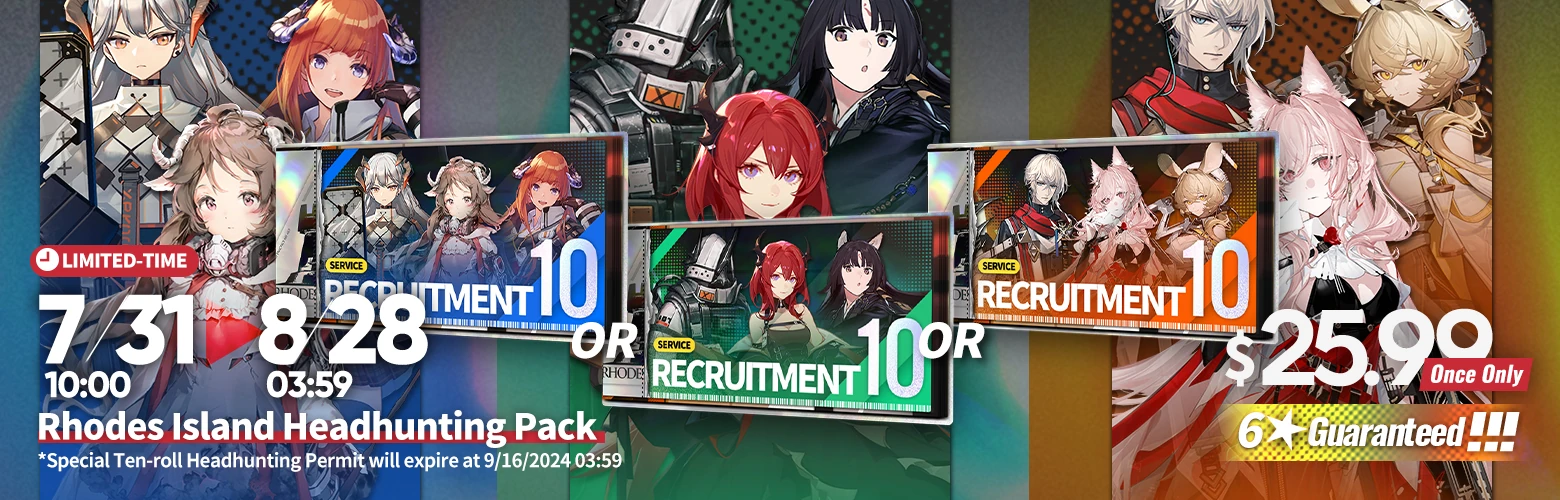 LIMITED-TIME
7/31 8/28
10:00 03:59
Rhodes Island Headhunting Pack
*Special Ten-roll Headhunting Permit will expire at 9/16/2024 03:59
SERVICE
RECRUITMENT 10
RHODES
OR
SERVICE
RECRUITMENT 10
RHODES
OR
SERVICE
RECRUITMENT 10
$25.99
Once Only
6★ Guaranteed!!!